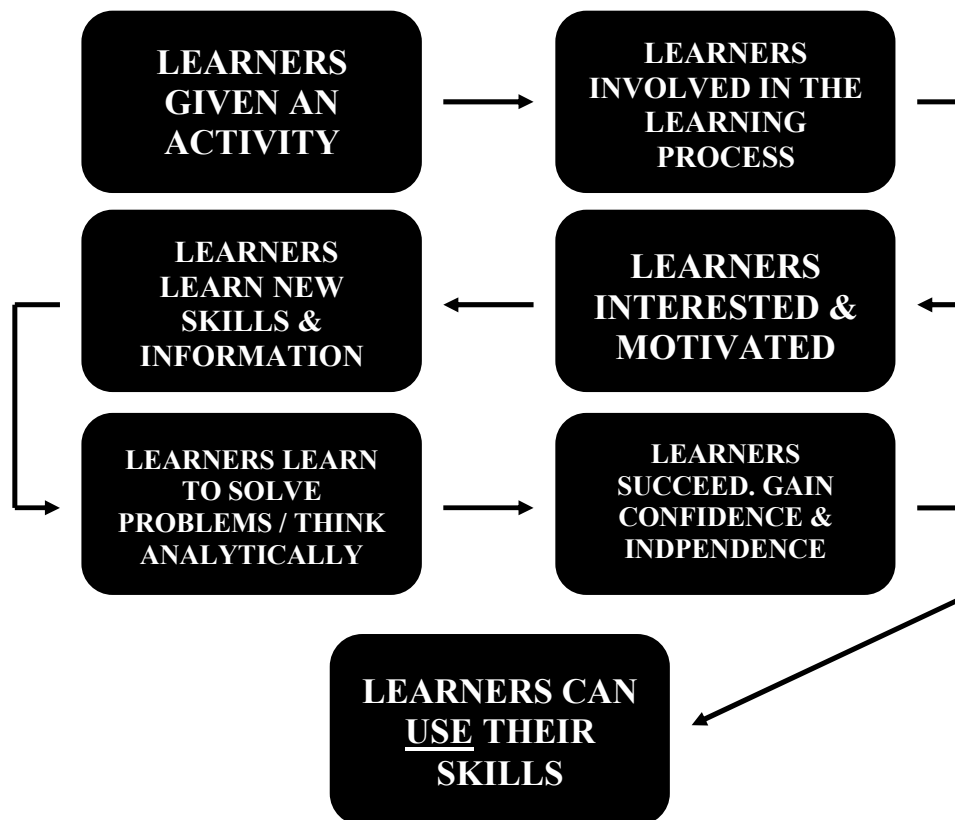 LEARNERS
GIVEN AN
ACTIVITY
LEARNERS
INVOLVED IN THE
LEARNING
PROCESS
LEARNERS
INTERESTED &
MOTIVATED
LEARNERS
LEARN NEW
SKILLS &
INFORMATION
LEARNERS LEARN
TO SOLVE
PROBLEMS / THINK
ANALYTICALLY
LEARNERS
SUCCEED. GAIN
CONFIDENCE &
INDPENDENCE
LEARNERS CAN
USE THEIR
SKILLS